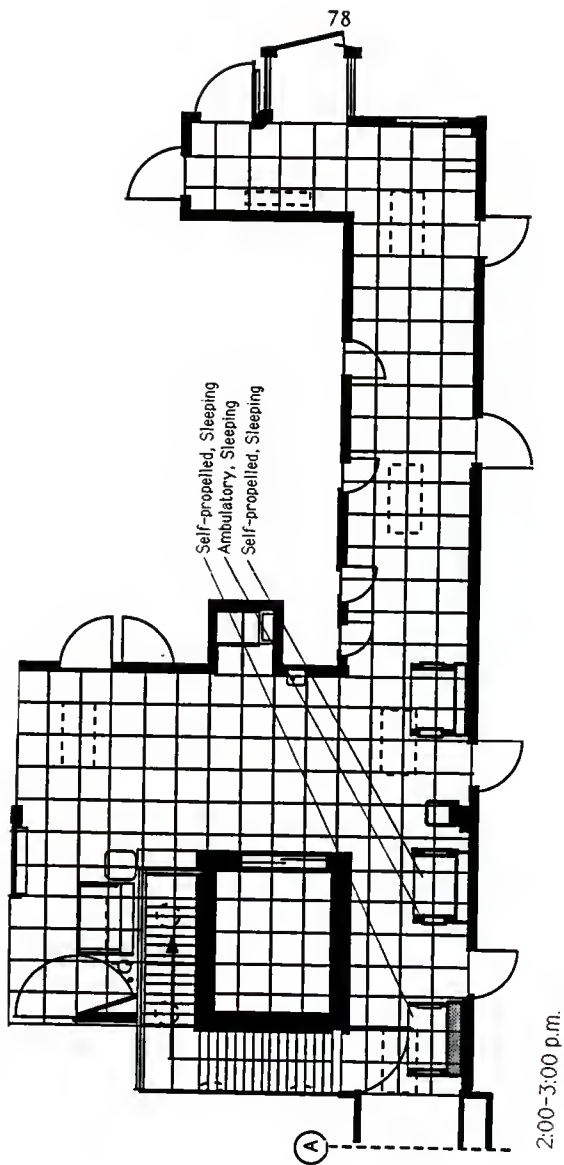 78
Self-propelled, Sleeping
Ambulatory, Sleeping
Self-propelled, Sleeping
A
2:00-3:00 p.m.